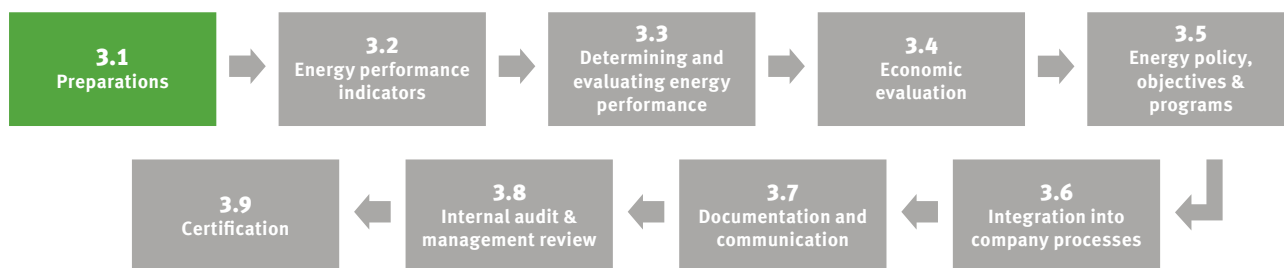 3.1
Preparations
3.2
Energy performance
indicators
3.3
Determining and
evaluating energy
performance
3.4
Economic
evaluation
3.5
Energy policy,
objectives &
programs
3.6
Integration into
company processes
3.7
Documentation and
communication
3.8
Internal audit &
management review
3.9
Certification